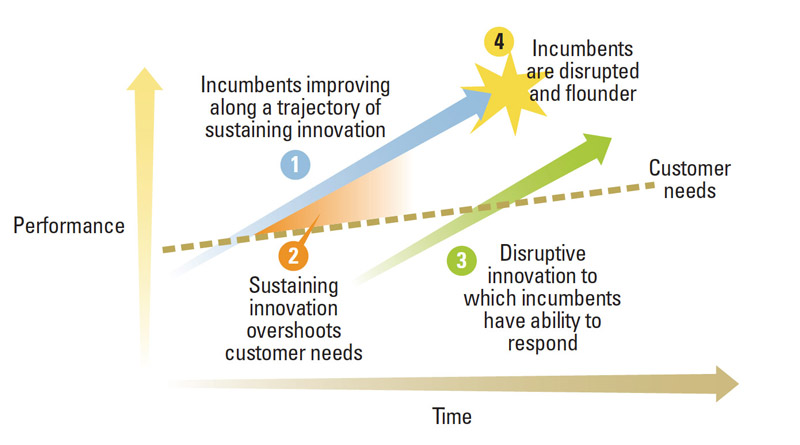 4
Incumbents
are disrupted
and flounder
Incumbents improving
along a trajectory of
sustaining innovation
1
Customer
needs
Performance
2
Sustaining
innovation
overshoots
customer needs
3
Disruptive
innovation to
which incumbents
have ability to
respond
Time